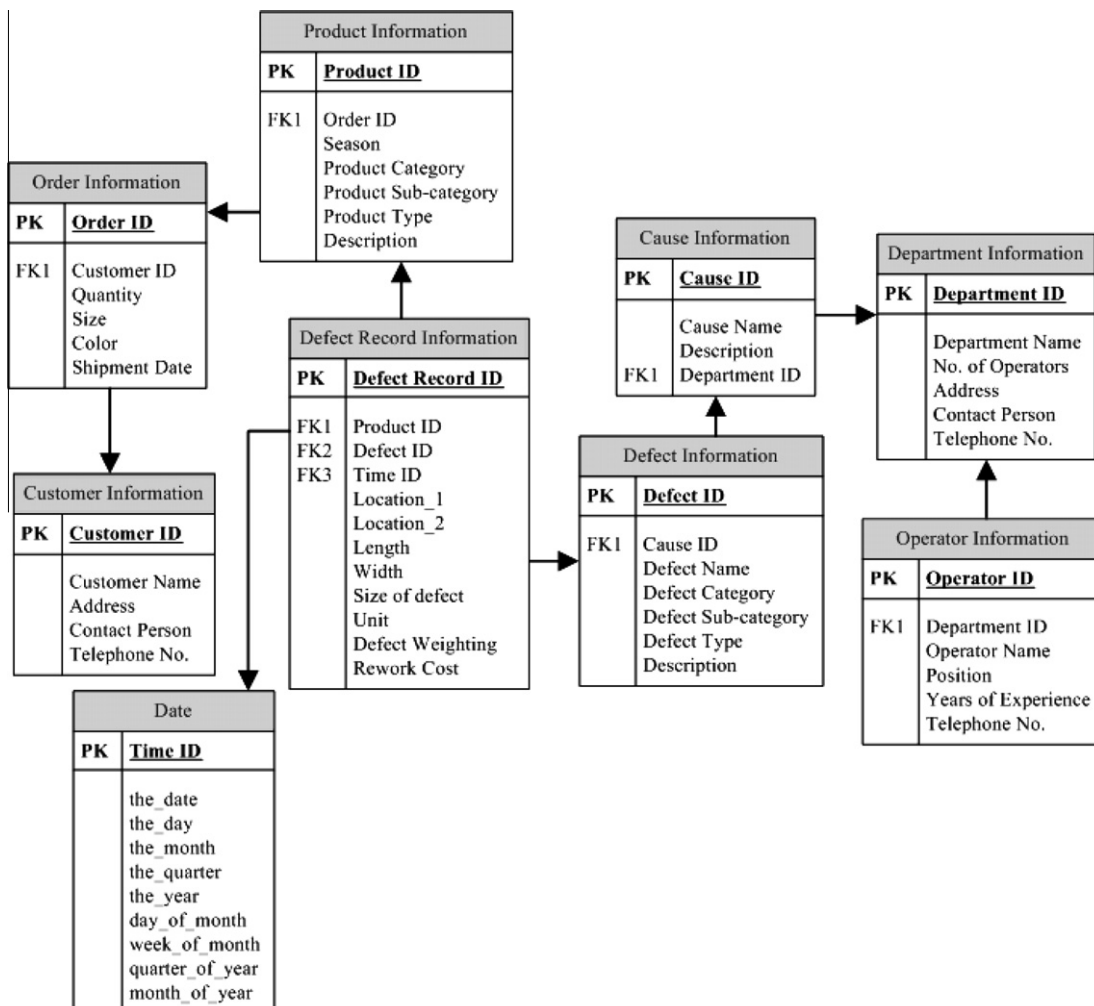 Product Information
PK Product ID
FK1 Order ID
Season
Product Category
Product Sub-category
Product Type
Description
Order Information
PK Order ID
FK1 Customer ID
Quantity
Size
Color
Shipment Date
Customer Information
PK Customer ID
Customer Name
Address
Contact Person
Telephone No.
Defect Record Information
PK Defect Record ID
FK1 Product ID
FK2 Defect ID
FK3 Time ID
Location_1
Location_2
Length
Width
Size of defect
Unit
Defect Weighting
Rework Cost
Date
PK Time ID
the_date
the_day
the_month
the_quarter
the_year
day_of_month
week_of_month
quarter_of_year
month_of_year
Cause Information
PK Cause ID
Cause Name
Description
FK1 Department ID
Defect Information
PK Defect ID
FK1 Cause ID
Defect Name
Defect Category
Defect Sub-category
Defect Type
Description
Department Information
PK Department ID
Department Name
No. of Operators
Address
Contact Person
Telephone No.
Operator Information
PK Operator ID
FK1 Department ID
Operator Name
Position
Years of Experience
Telephone No.